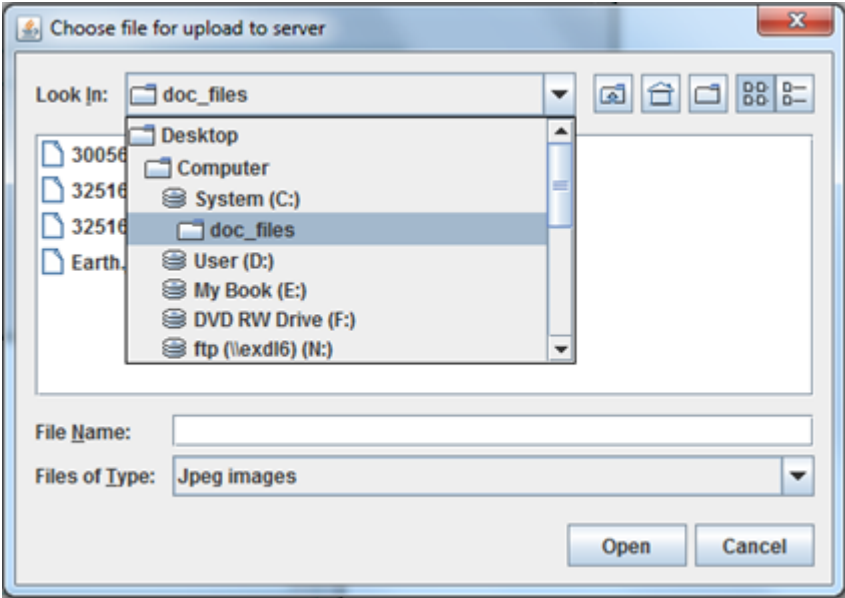 Choose file for upload to server
Look In: doc_files
Desktop
Computer
System (C:)
doc_files
User (D:)
My Book (E:)
DVD RW Drive (F:)
ftp (\\exdl6) (N:)
30056
32516
32516
Earth.
File Name:
Files of Type: Jpeg images
Open Cancel